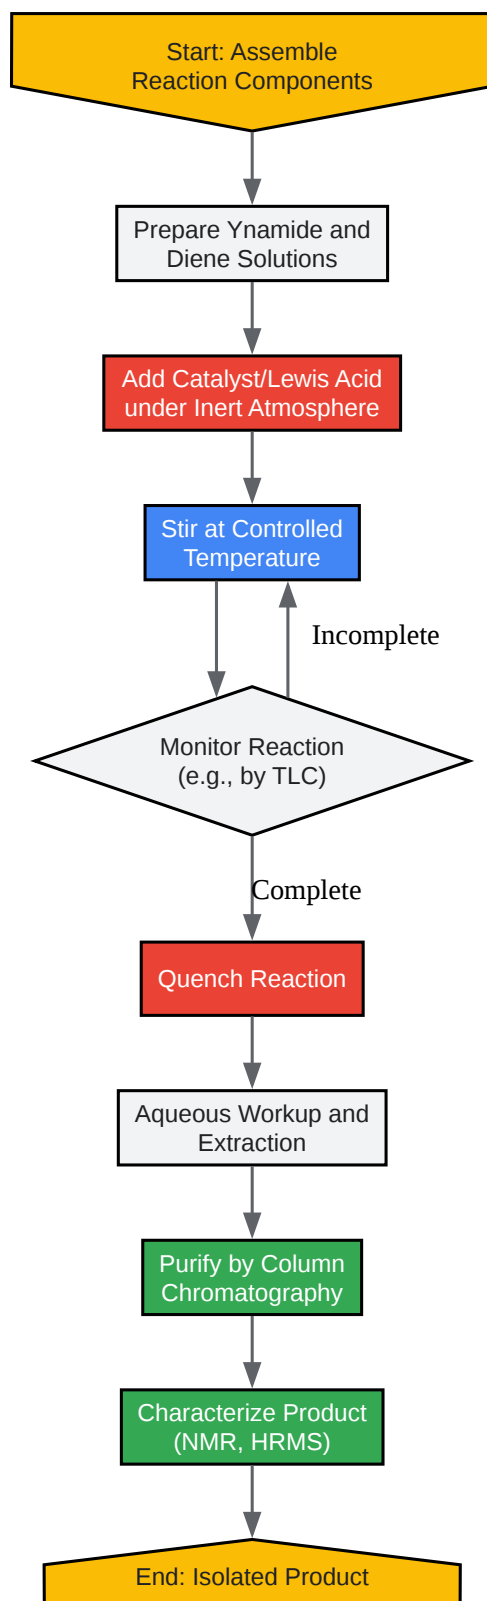 Start: Assemble
Reaction Components
Prepare Ynamide and
Diene Solutions
Add Catalyst/Lewis Acid
under Inert Atmosphere
Stir at Controlled
Temperature
Incomplete
Monitor Reaction
(e.g., by TLC)
Complete
Quench Reaction
Aqueous Workup and
Extraction
Purify by Column
Chromatography
Characterize Product
(NMR, HRMS)
End: Isolated Product